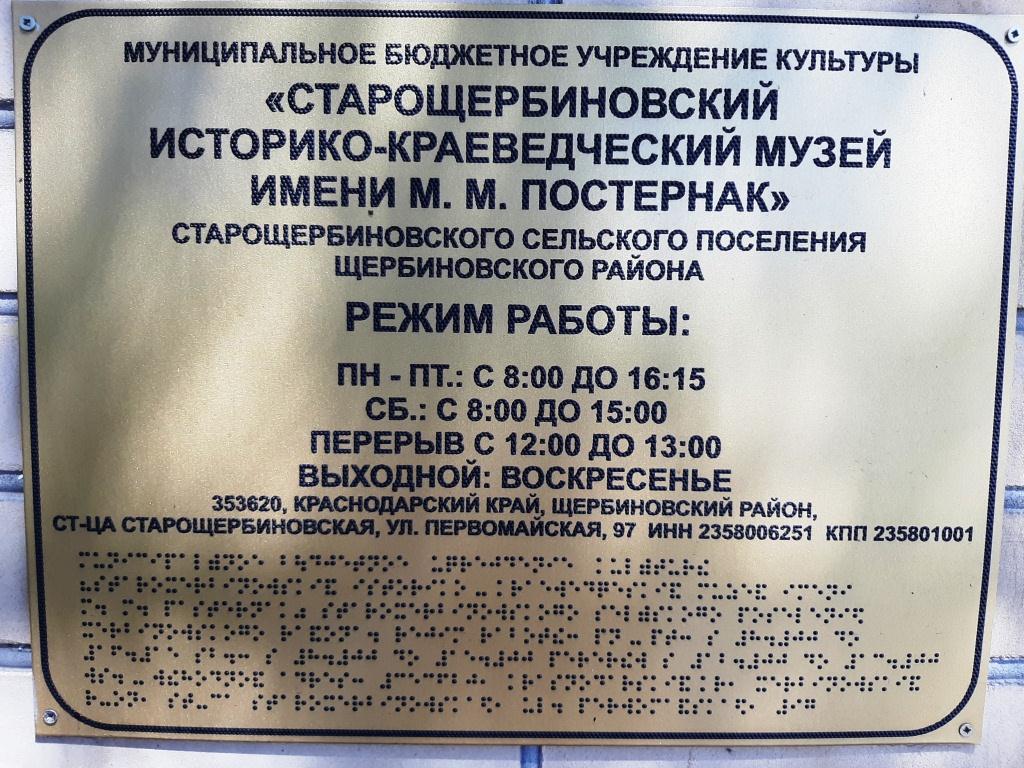 МУНИЦИПАЛЬНОЕ БЮДЖЕТНОЕ УЧРЕЖДЕНИЕ КУЛЬТУРЫ
«СТАРОЩЕРБИНОВСКИЙ
ИСТОРИКО-КРАЕВЕДЧЕСКИЙ МУЗЕЙ
ИМЕНИ М. М. ПОСТЕРНАК»
СТАРОЩЕРБИНОВСКОГО СЕЛЬСКОГО ПОСЕЛЕНИЯ
ЩЕРБИНОВСКОГО РАЙОНА
РЕЖИМ РАБОТЫ:
ПН - ПТ.: С 8:00 ДО 16:15
СБ.: С 8:00 ДО 15:00
ПЕРЕРЫВ С 12:00 ДО 13:00
ВЫХОДНОЙ: ВОСКРЕСЕНЬЕ
353620, КРАСНОДАРСКИЙ КРАЙ, ЩЕРБИНОВСКИЙ РАЙОН,
СТ-ЦА СТАРОЩЕРБИНОВСКАЯ, УЛ. ПЕРВОМАЙСКАЯ, 97 ИНН 2358006251 КПП 235801001